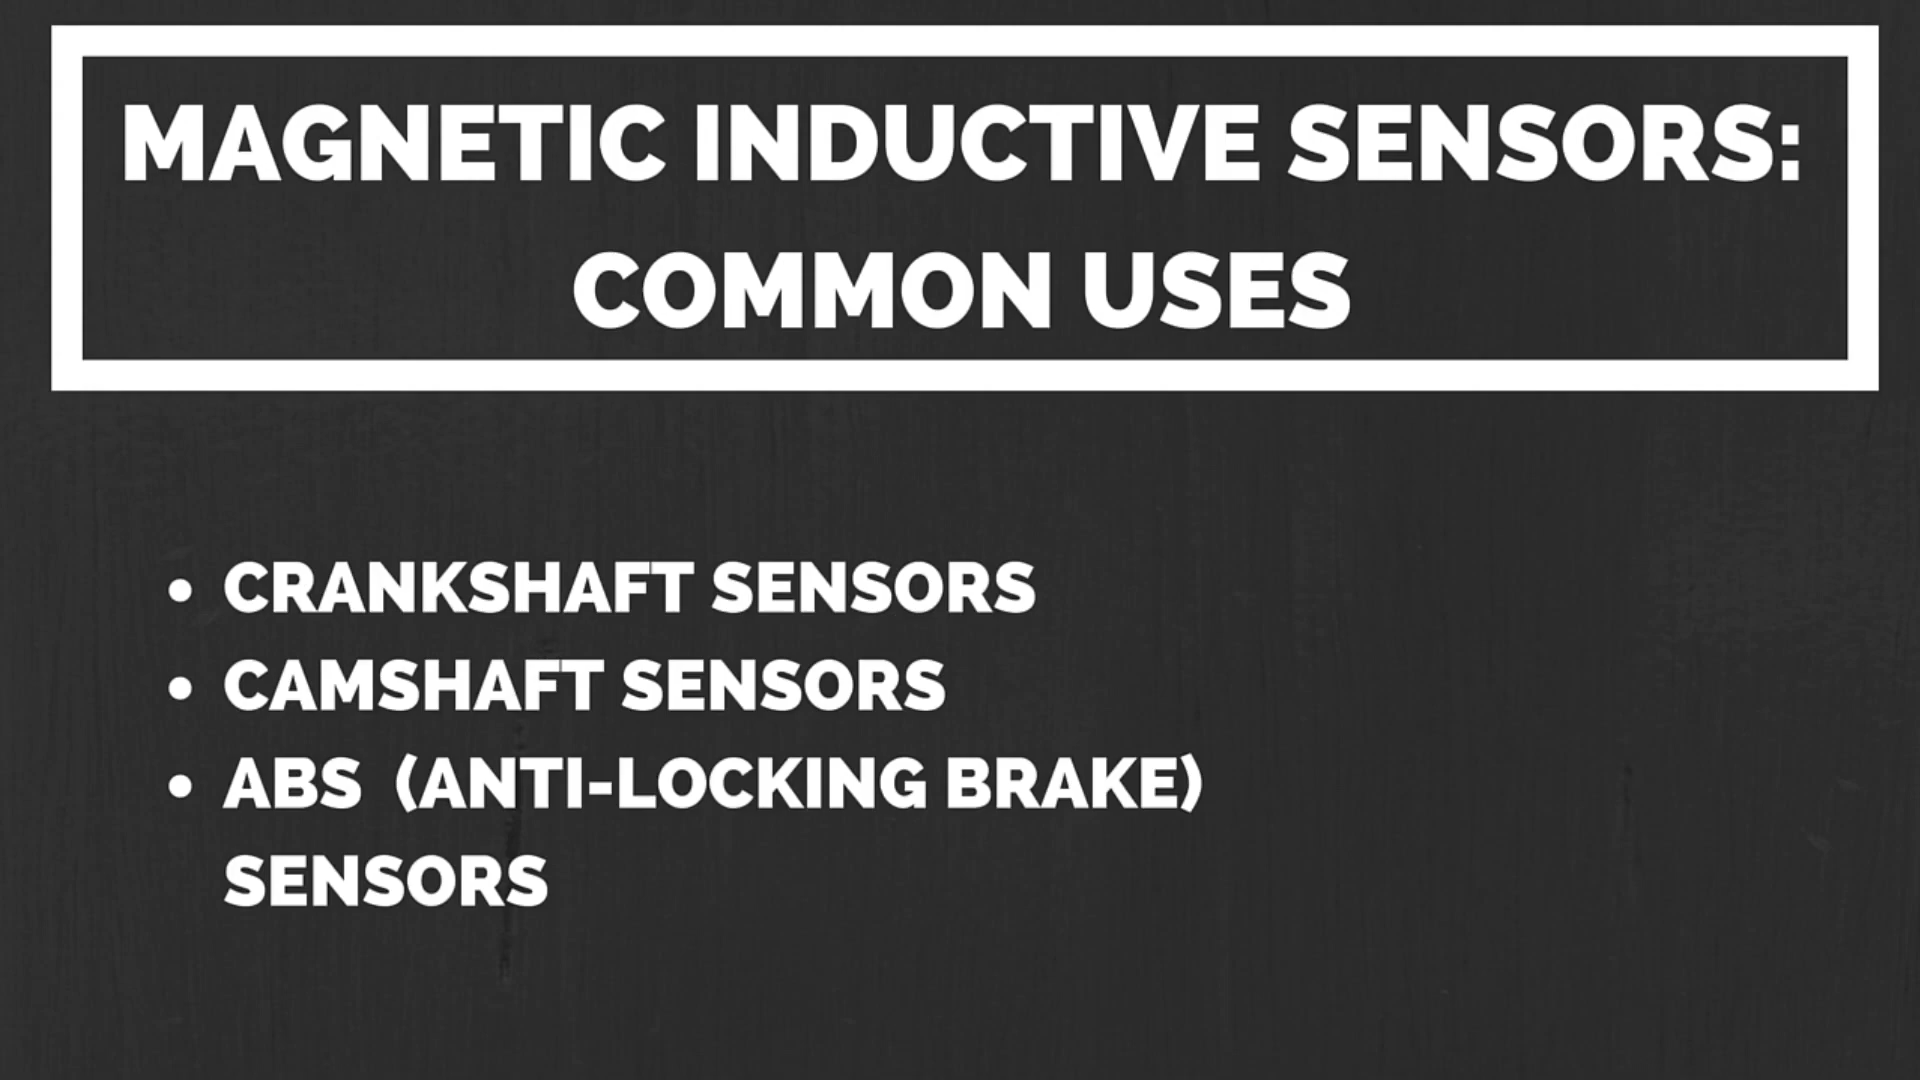 MAGNETIC INDUCTIVE SENSORS:
COMMON USES
• CRANKSHAFT SENSORS
• CAMSHAFT SENSORS
• ABS  (ANTI-LOCKING BRAKE)
SENSORS